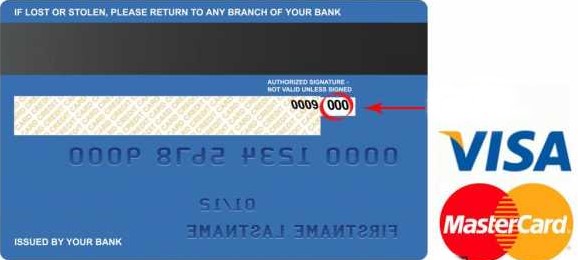 IF LOST OR STOLEN, PLEASE RETURN TO ANY BRANCH OF YOUR BANK
AUTHORIZED SIGNATURE -
NOT VALID UNLESS SIGNED
0009 000
0000 1234 5678 9000
01/12
FIRSTNAME LASTNAME
ISSUED BY YOUR BANK
VISA
MasterCard